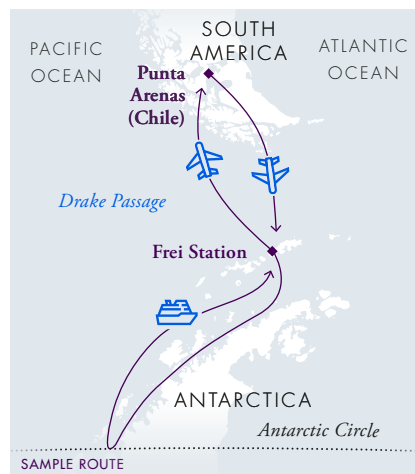 SOUTH
AMERICA
PACIFIC
OCEAN
ATLANTIC
OCEAN
Punta
Arenas
(Chile)
Drake Passage
Frei Station
ANTARCTICA
Antarctic Circle
SAMPLE ROUTE